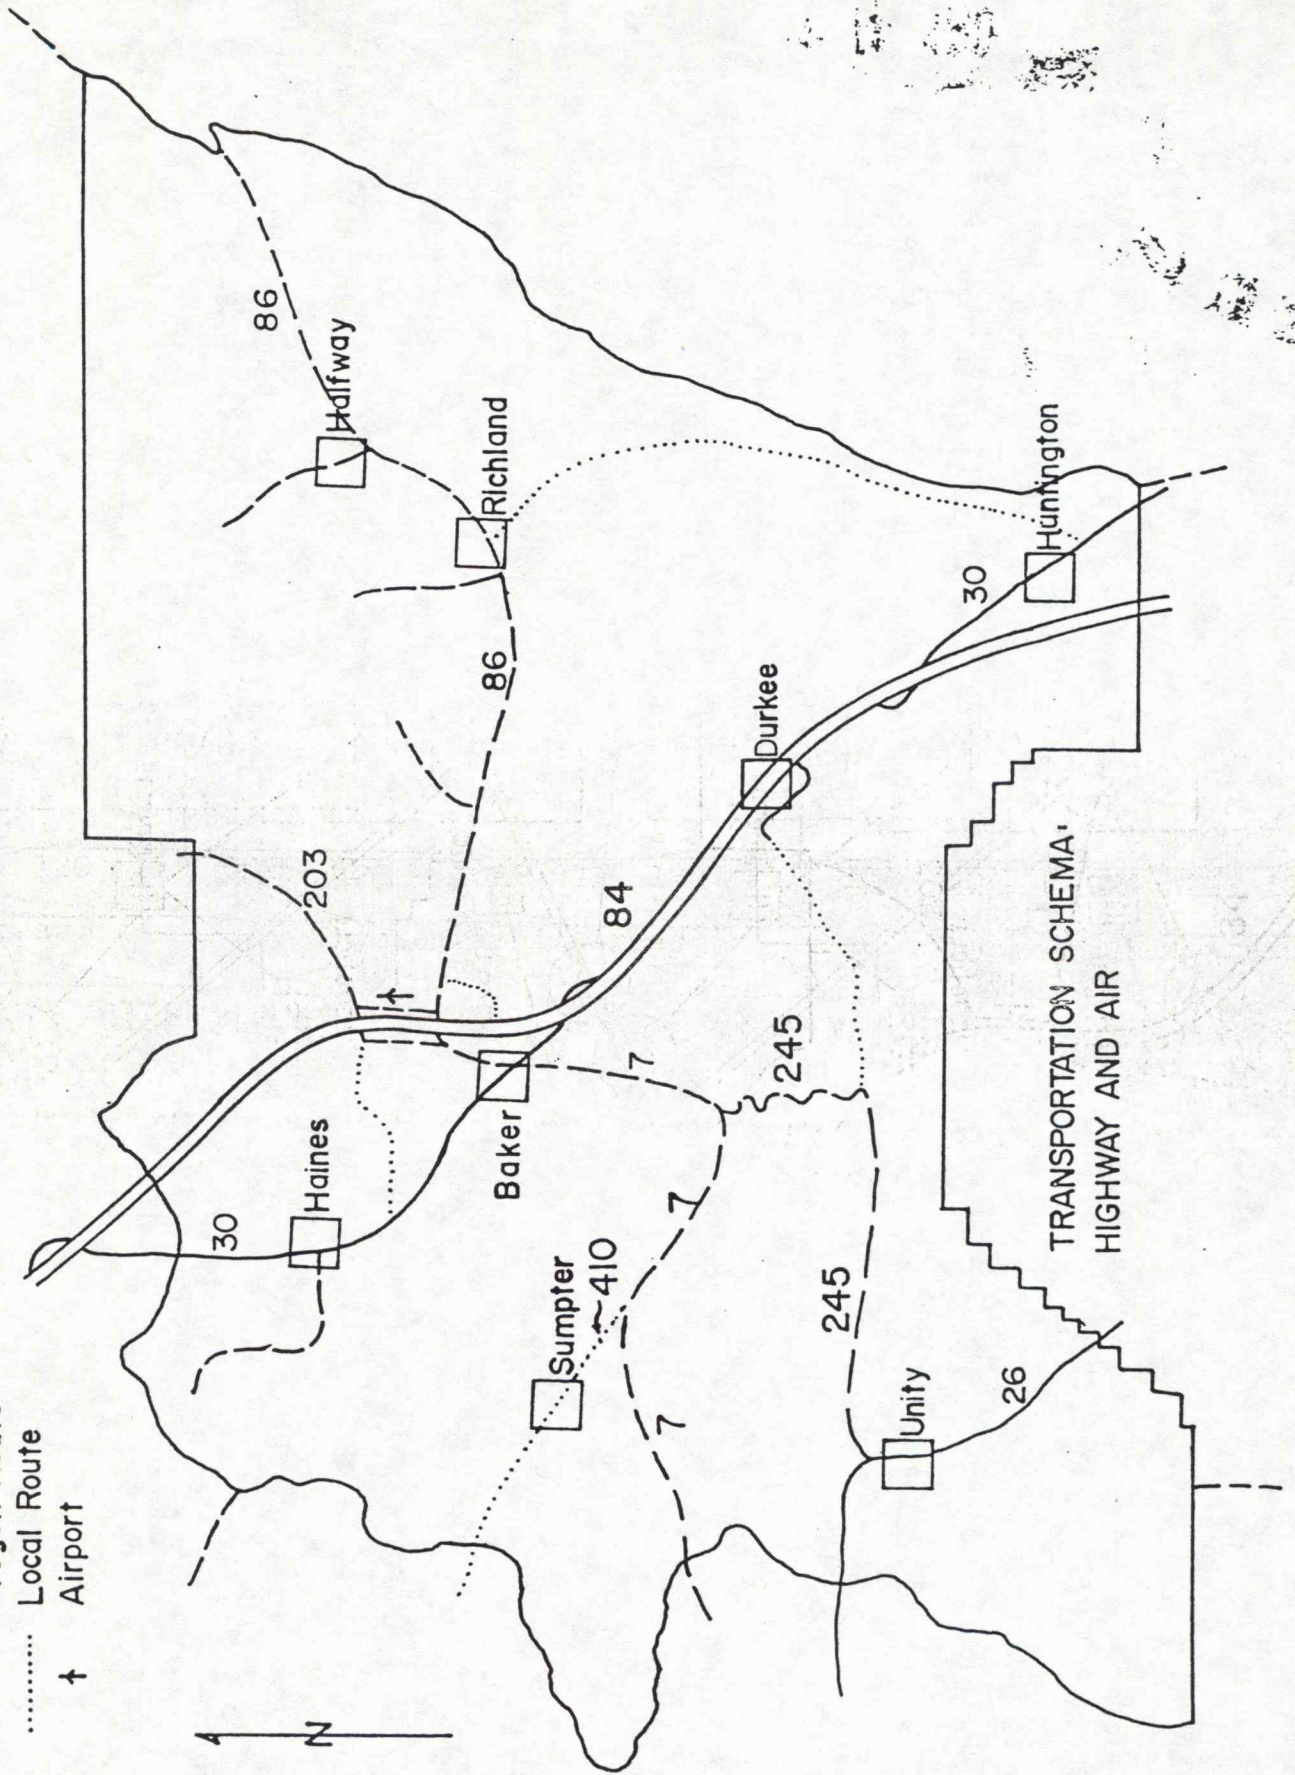 Local Route
Airport
N
86
Halfway
Richland
203
86
30
Haines
Baker
84
7
Durkee
30
Huntington
Sumpter
410
7
7
245
245
Unity
26
TRANSPORTATION SCHEMA:
HIGHWAY AND AIR